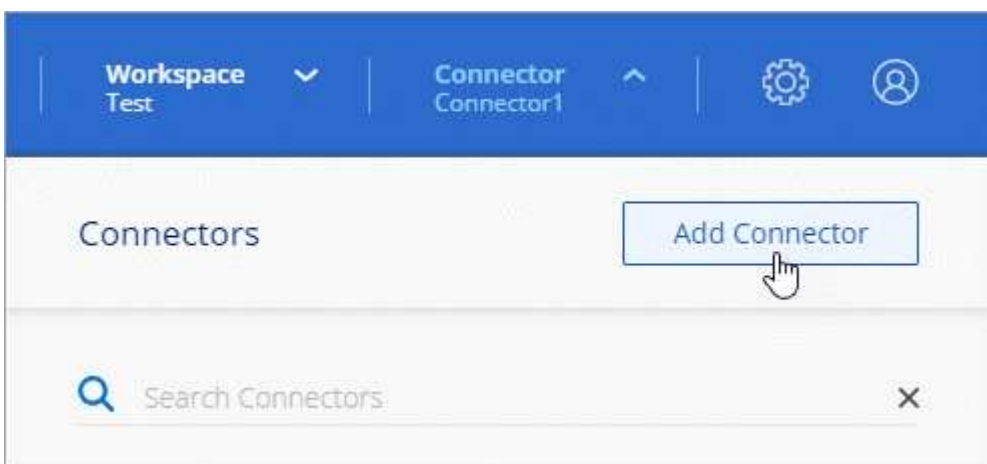 Workspace
Test
Connector
Connector1
Connectors
Add Connector
Search Connectors